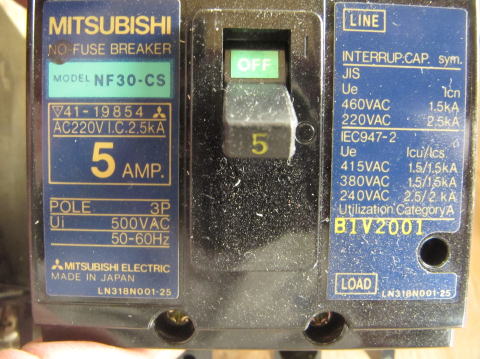 MITSUBISHI
NO-FUSE BREAKER
MODEL NF30-CS
▽41-19854
AC220V I.C.2.5kA
5 AMP.
POLE 3P
Ui 500VAC
50-60Hz
MITSUBISHI ELECTRIC
MADE IN JAPAN
LN318N001-25
OFF
5
LINE
INTERRUP.CAP. sym.
JIS
Ue Icn
460VAC 1.5kA
220VAC 2.5kA
IEC947-2
Ue Icu/Ics
415VAC 1.5/1.5kA
380VAC 1.5/1.5kA
240VAC 2.5/2. kA
Utilization Category A
B1V2001
LOAD
LN318N001-25